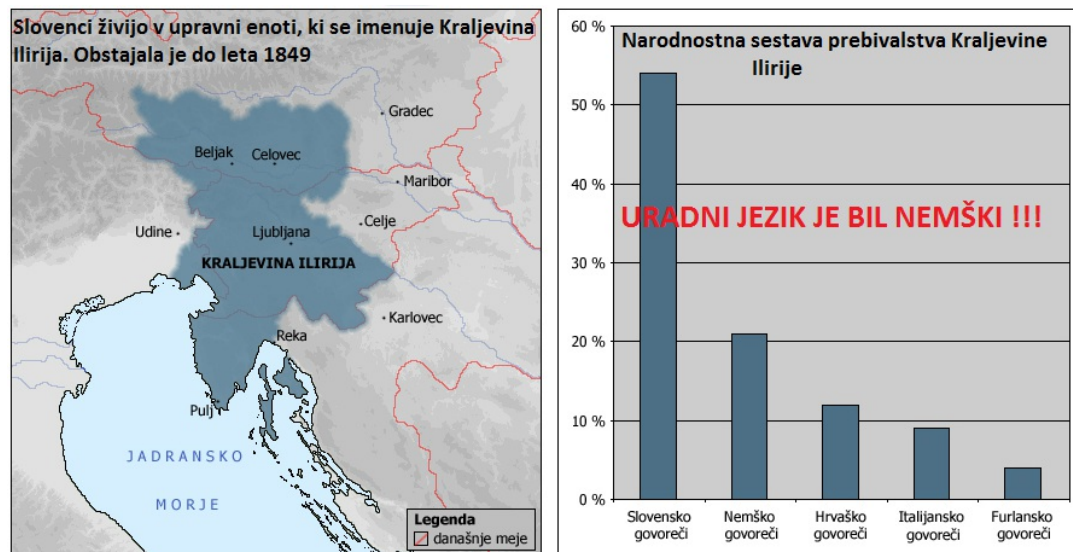 Slovenci živijo v upravni enoti, ki se imenuje Kraljevina
Ilirija. Obstajala je do leta 1849
Gradec
Beljak
Celovec
Maribor
Celje
Udine
Ljubljana
KRALJEVINA ILIRIJA
Karlovec
Reka
Pulj
JADRANSKO
MORJE
Legenda
današnje meje
Narodnostna sestava prebivalstva Kraljevine
Ilirije
60 %
50 %
40 %
URADNI JEZIK JE BIL NEMŠKI !!!
30 %
20 %
10 %
0 %
Slovensko
govoreči
Nemško
govoreči
Hrvaško
govoreči
Italijansko
govoreči
Furlansko
govoreči